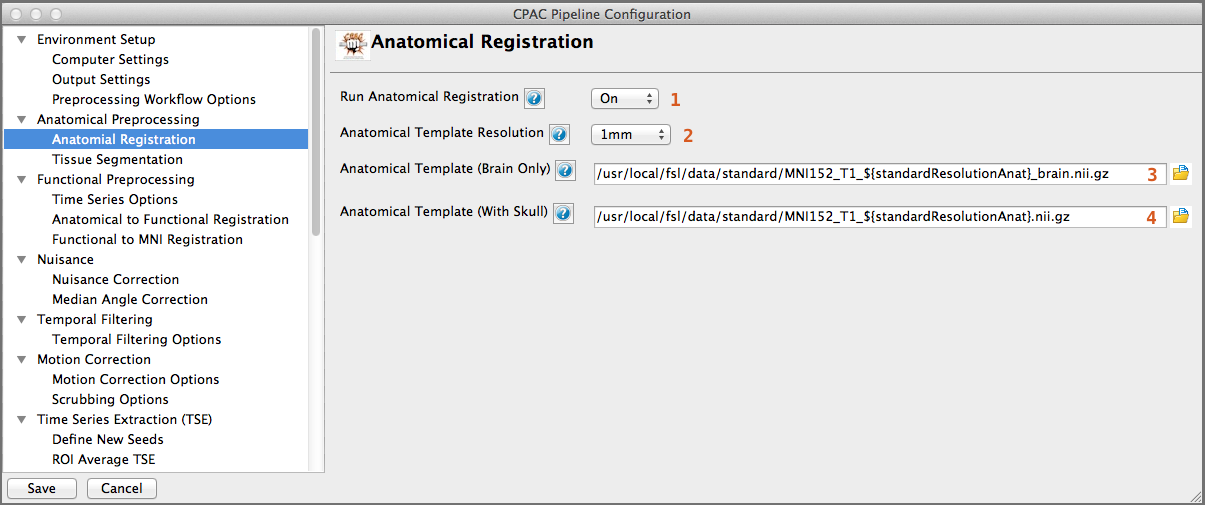 CPAC Pipeline Configuration
Environment Setup
Computer Settings
Output Settings
Preprocessing Workflow Options
Anatomical Preprocessing
Anatomial Registration
Tissue Segmentation
Functional Preprocessing
Time Series Options
Anatomical to Functional Registration
Functional to MNI Registration
Nuisance
Nuisance Correction
Median Angle Correction
Temporal Filtering
Temporal Filtering Options
Motion Correction
Motion Correction Options
Scrubbing Options
Time Series Extraction (TSE)
Define New Seeds
ROI Average TSE
Save Cancel
Anatomical Registration
Run Anatomical Registration ? On 1
Anatomical Template Resolution ? 1mm 2
Anatomical Template (Brain Only) ? /usr/local/fsl/data/standard/MNI152_T1_${standardResolutionAnat}_brain.nii.gz 3
Anatomical Template (With Skull) ? /usr/local/fsl/data/standard/MNI152_T1_${standardResolutionAnat}.nii.gz 4